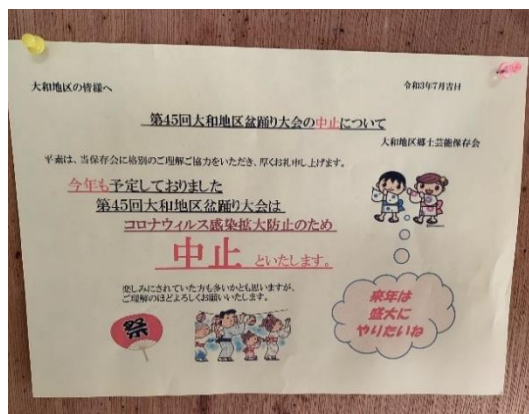 大和地区の皆様へ
令和3年7月吉日
第45回大和地区盆踊り大会の中止について
大和地区郷土芸能保存会
平素は、当保存会に格別のご理解ご協力をいただき、厚くお礼申し上げます。
今年も予定しておりました
第45回大和地区盆踊り大会は
コロナウィルス感染拡大防止のため
中止 といたします。
楽しみにされていた方も多いかとも思いますが、
ご理解のほどよろしくお願いいたします。
祭
来年は
盛大に
やりたいね